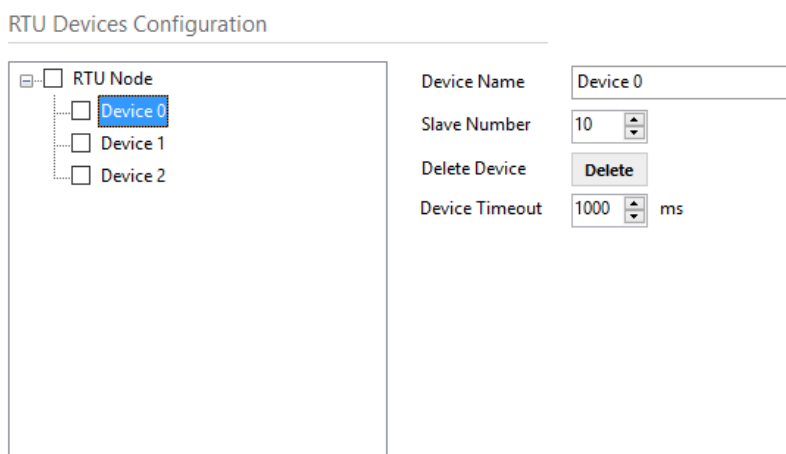 RTU Devices Configuration
RTU Node
Device 0
Device 1
Device 2
Device Name Device 0
Slave Number 10
Delete Device Delete
Device Timeout 1000 ms